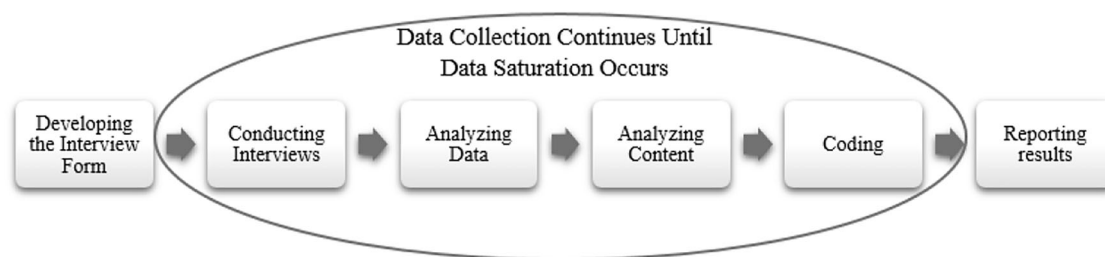 Data Collection Continues Until
Data Saturation Occurs
Developing
the Interview
Form
Conducting
Interviews
Analyzing
Data
Analyzing
Content
Coding
Reporting
results